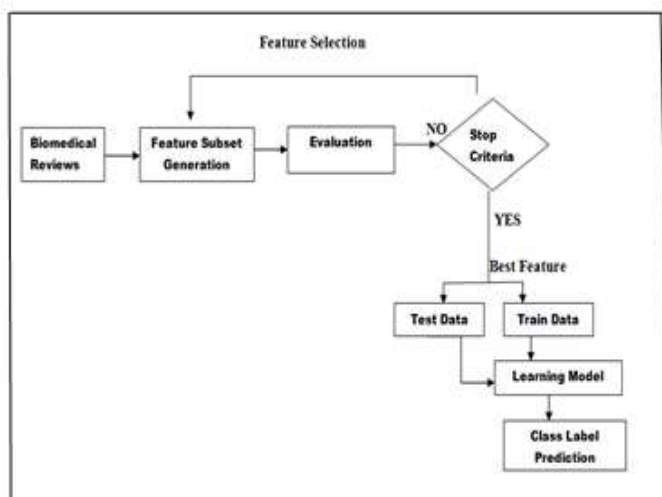 Feature Selection
Biomedical
Reviews
Feature Subset
Generation
Evaluation
NO
Stop
Criteria
YES
Best Feature
Test Data
Train Data
Learning Model
Class Label
Prediction